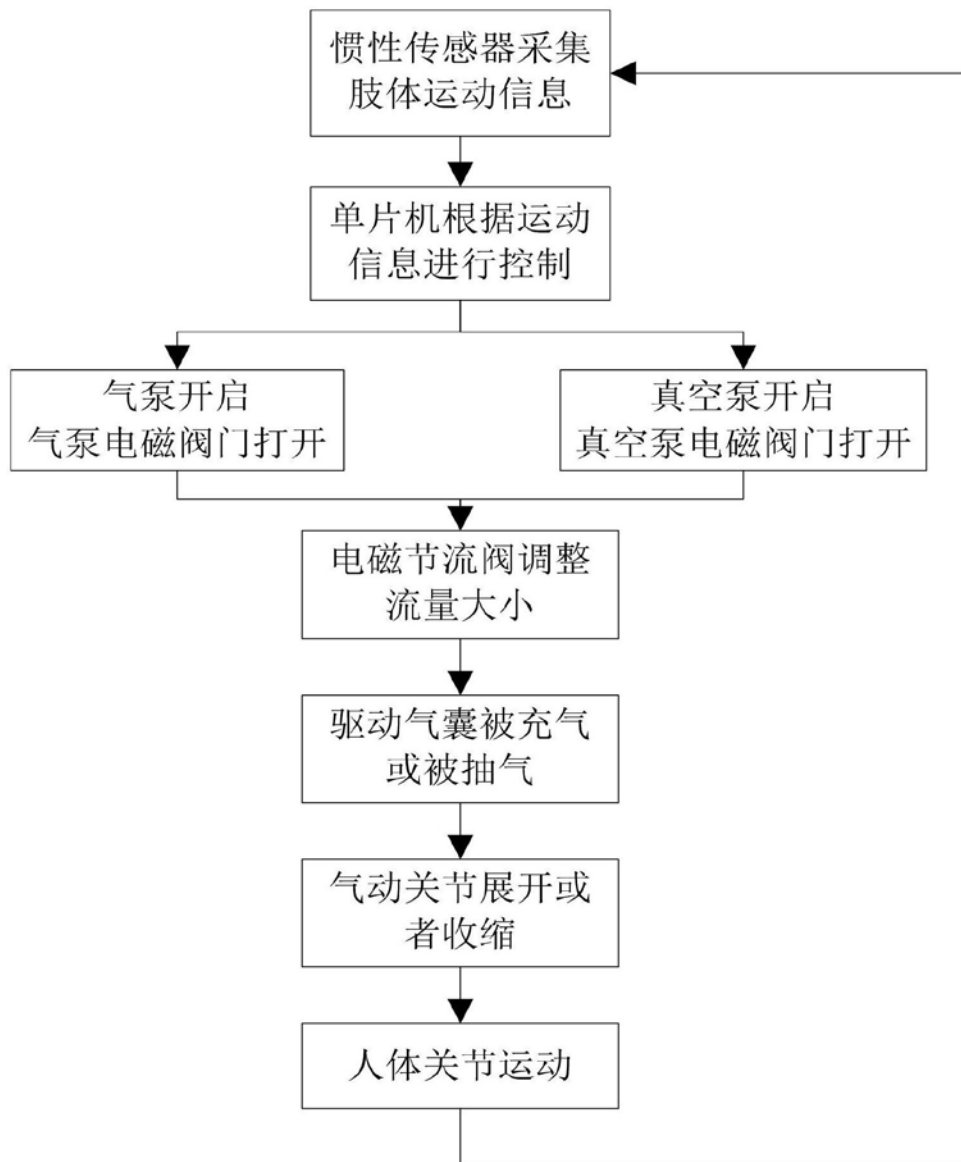 惯性传感器采集
肢体运动信息
单片机根据运动
信息进行控制
气泵开启
气泵电磁阀门打开
真空泵开启
真空泵电磁阀门打开
电磁节流阀调整
流量大小
驱动气囊被充气
或被抽气
气动关节展开或
者收缩
人体关节运动